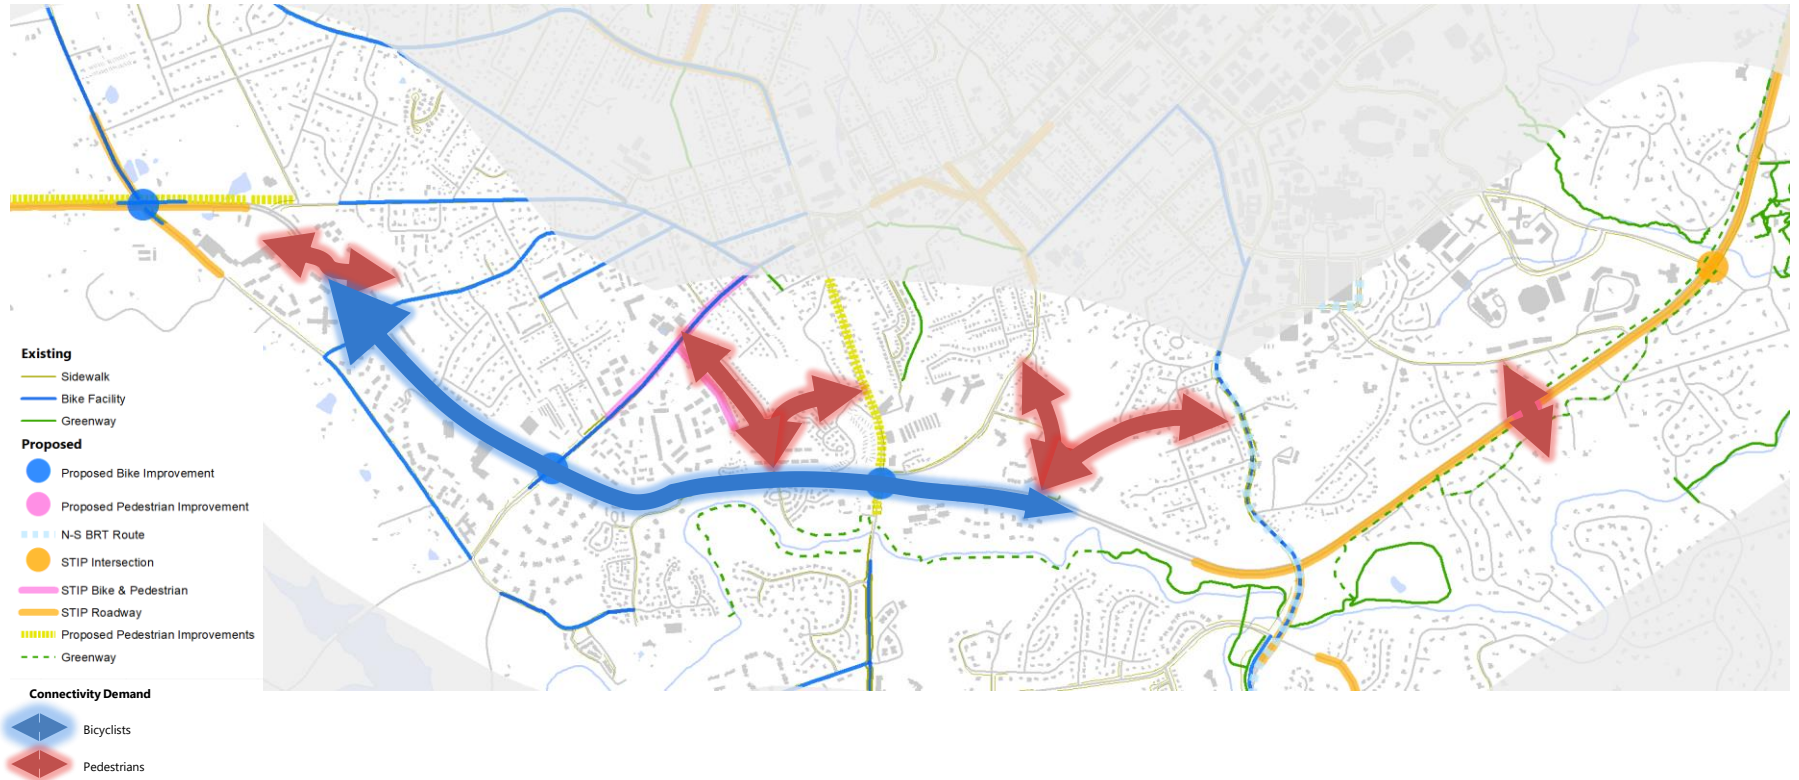 Existing
Sidewalk
Bike Facility
Greenway
Proposed
Proposed Bike Improvement
Proposed Pedestrian Improvement
N-S BRT Route
STIP Intersection
STIP Bike & Pedestrian
STIP Roadway
Proposed Pedestrian Improvements
Greenway
Connectivity Demand
Bicyclists
Pedestrians